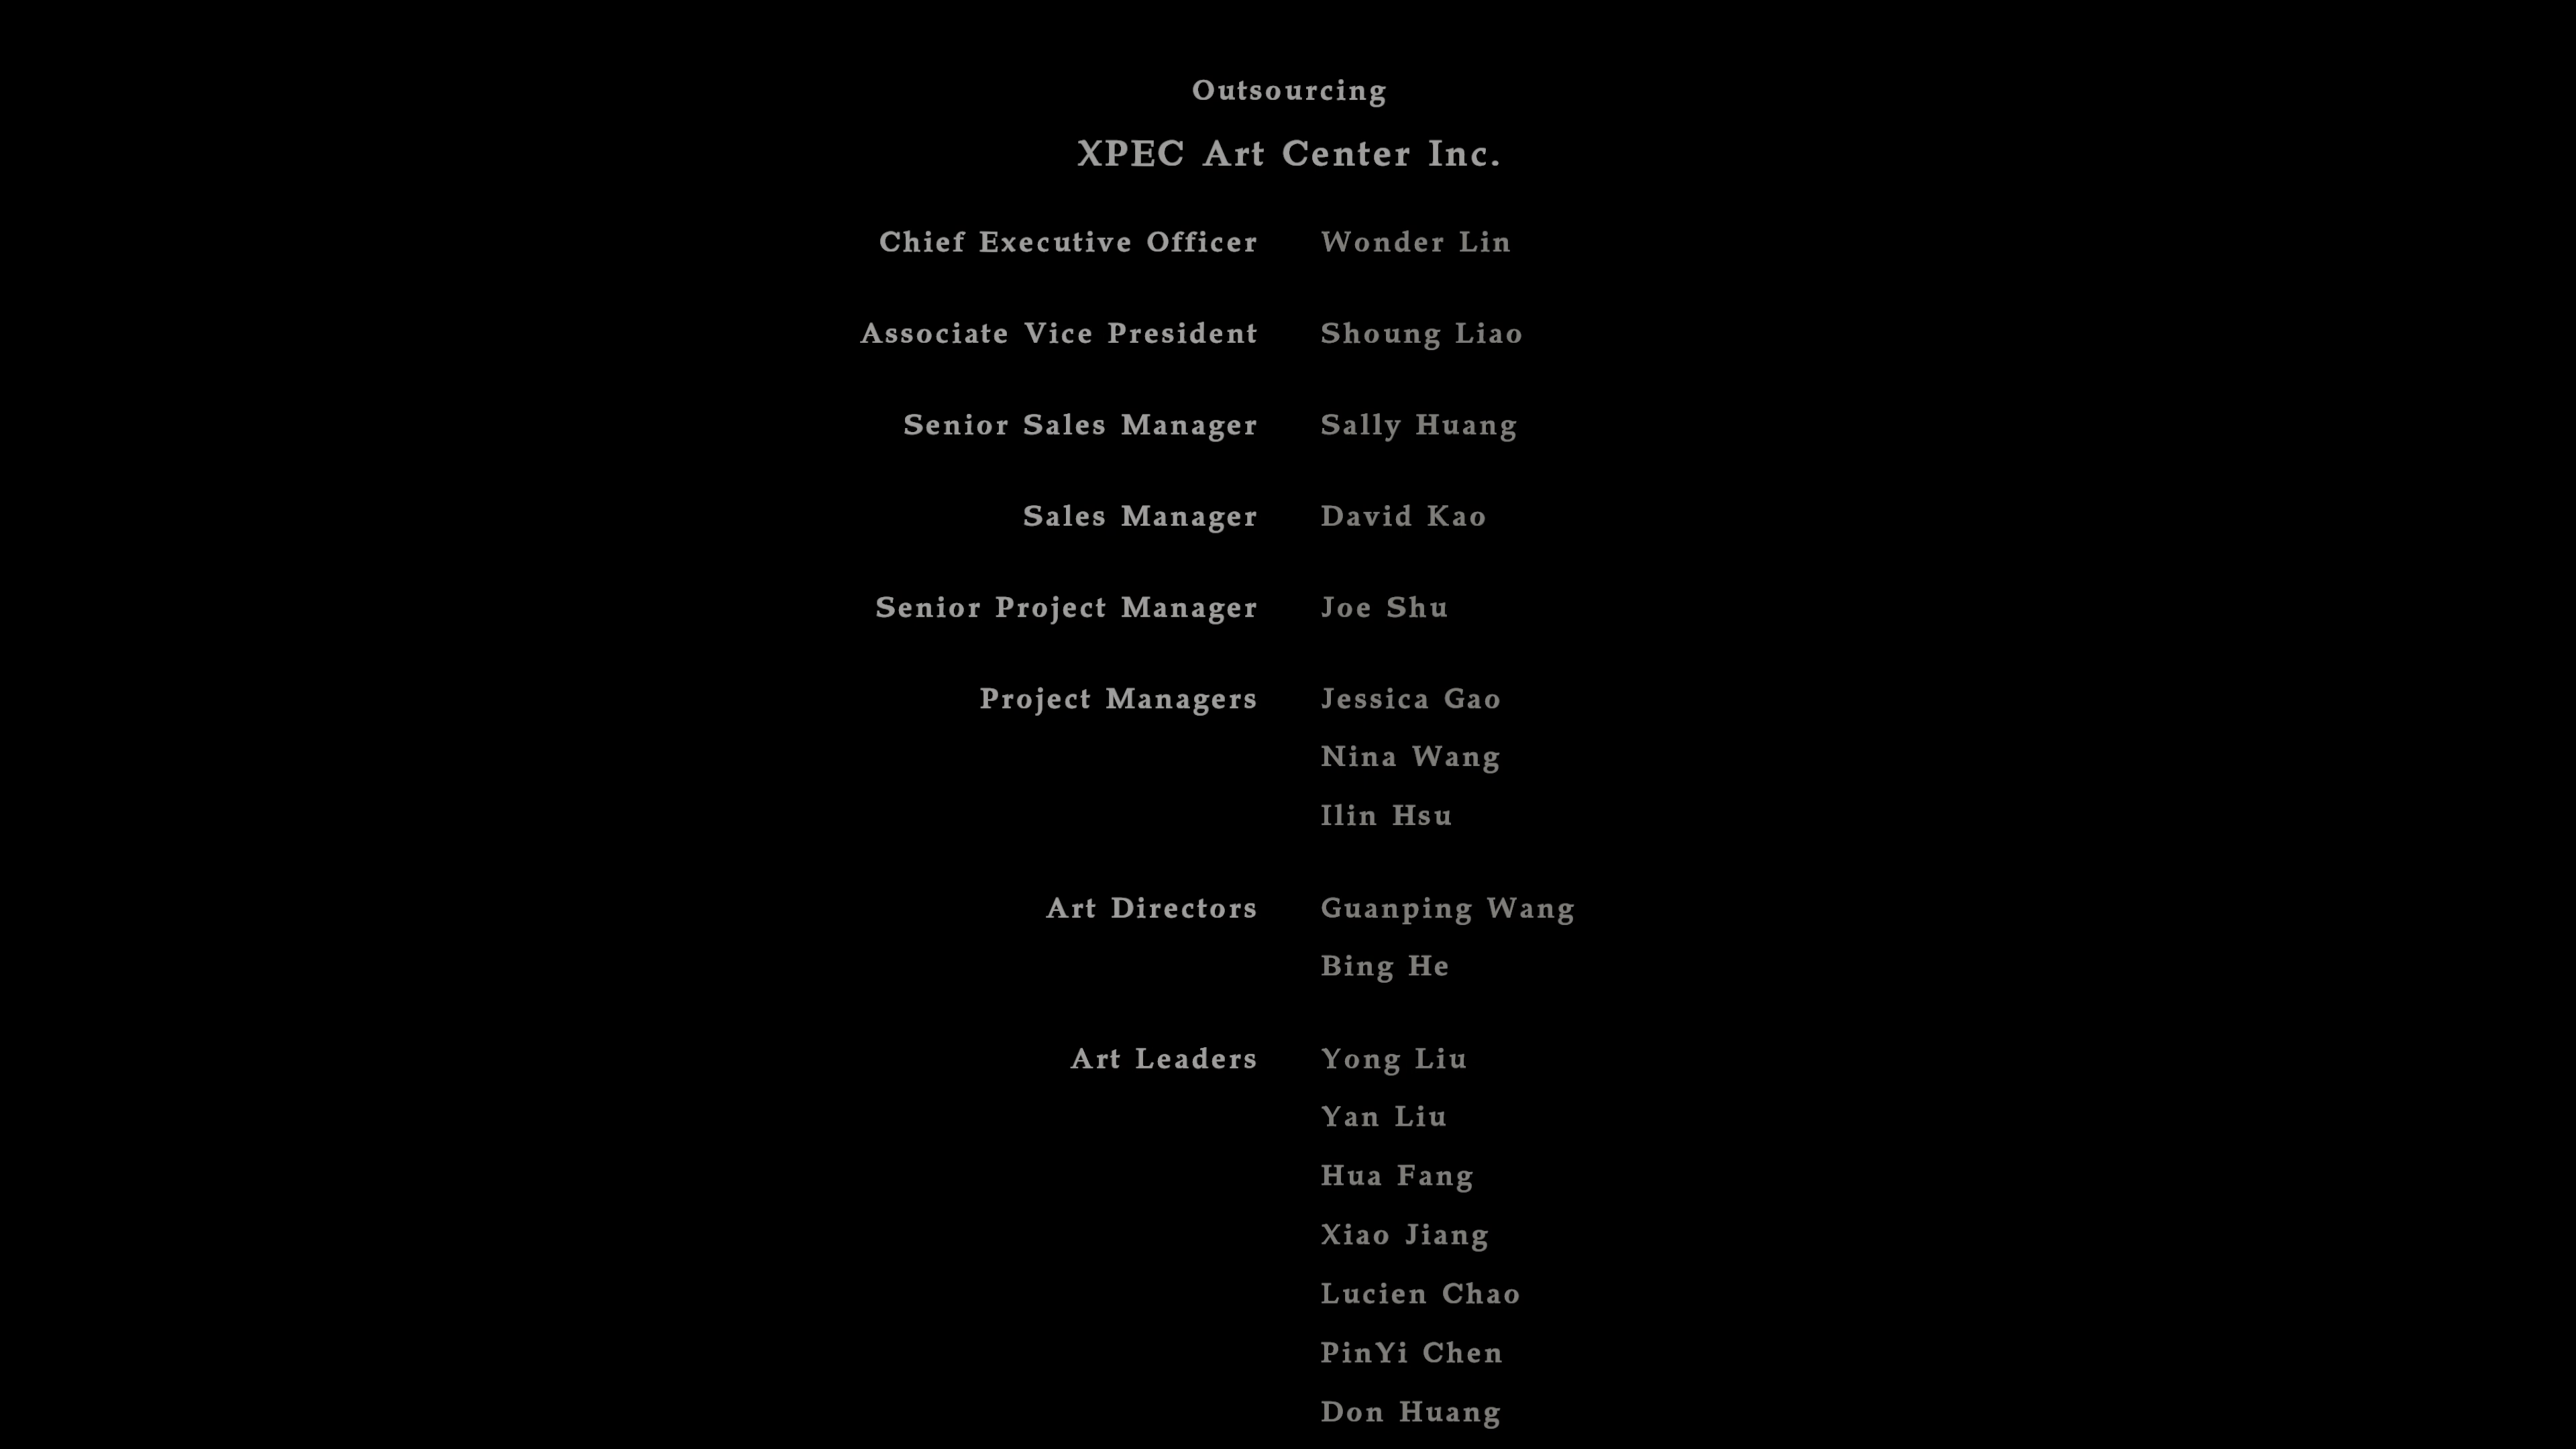 Outsourcing
XPEC Art Center Inc.
Chief Executive Officer Wonder Lin
Associate Vice President Shoung Liao
Senior Sales Manager Sally Huang
Sales Manager David Kao
Senior Project Manager Joe Shu
Project Managers Jessica Gao
Nina Wang
Ilin Hsu
Art Directors Guanping Wang
Bing He
Art Leaders Yong Liu
Yan Liu
Hua Fang
Xiao Jiang
Lucien Chao
PinYi Chen
Don Huang